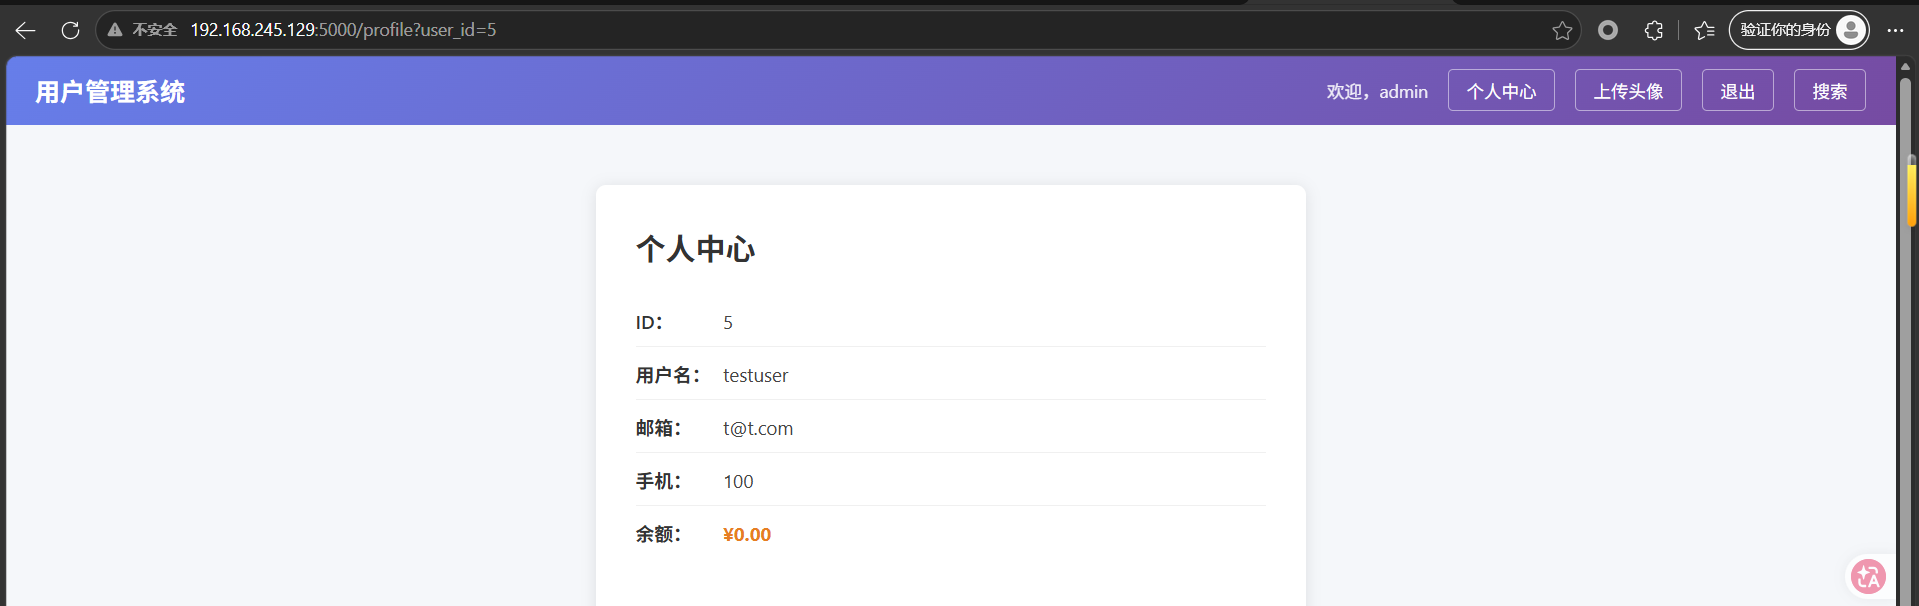 不安全 192.168.245.129:5000/profile?user_id=5 验证你的身份
用户管理系统 欢迎，admin 个人中心 上传头像 退出 搜索
个人中心
ID： 5
用户名： testuser
邮箱： t@t.com
手机： 100
余额： ¥0.00